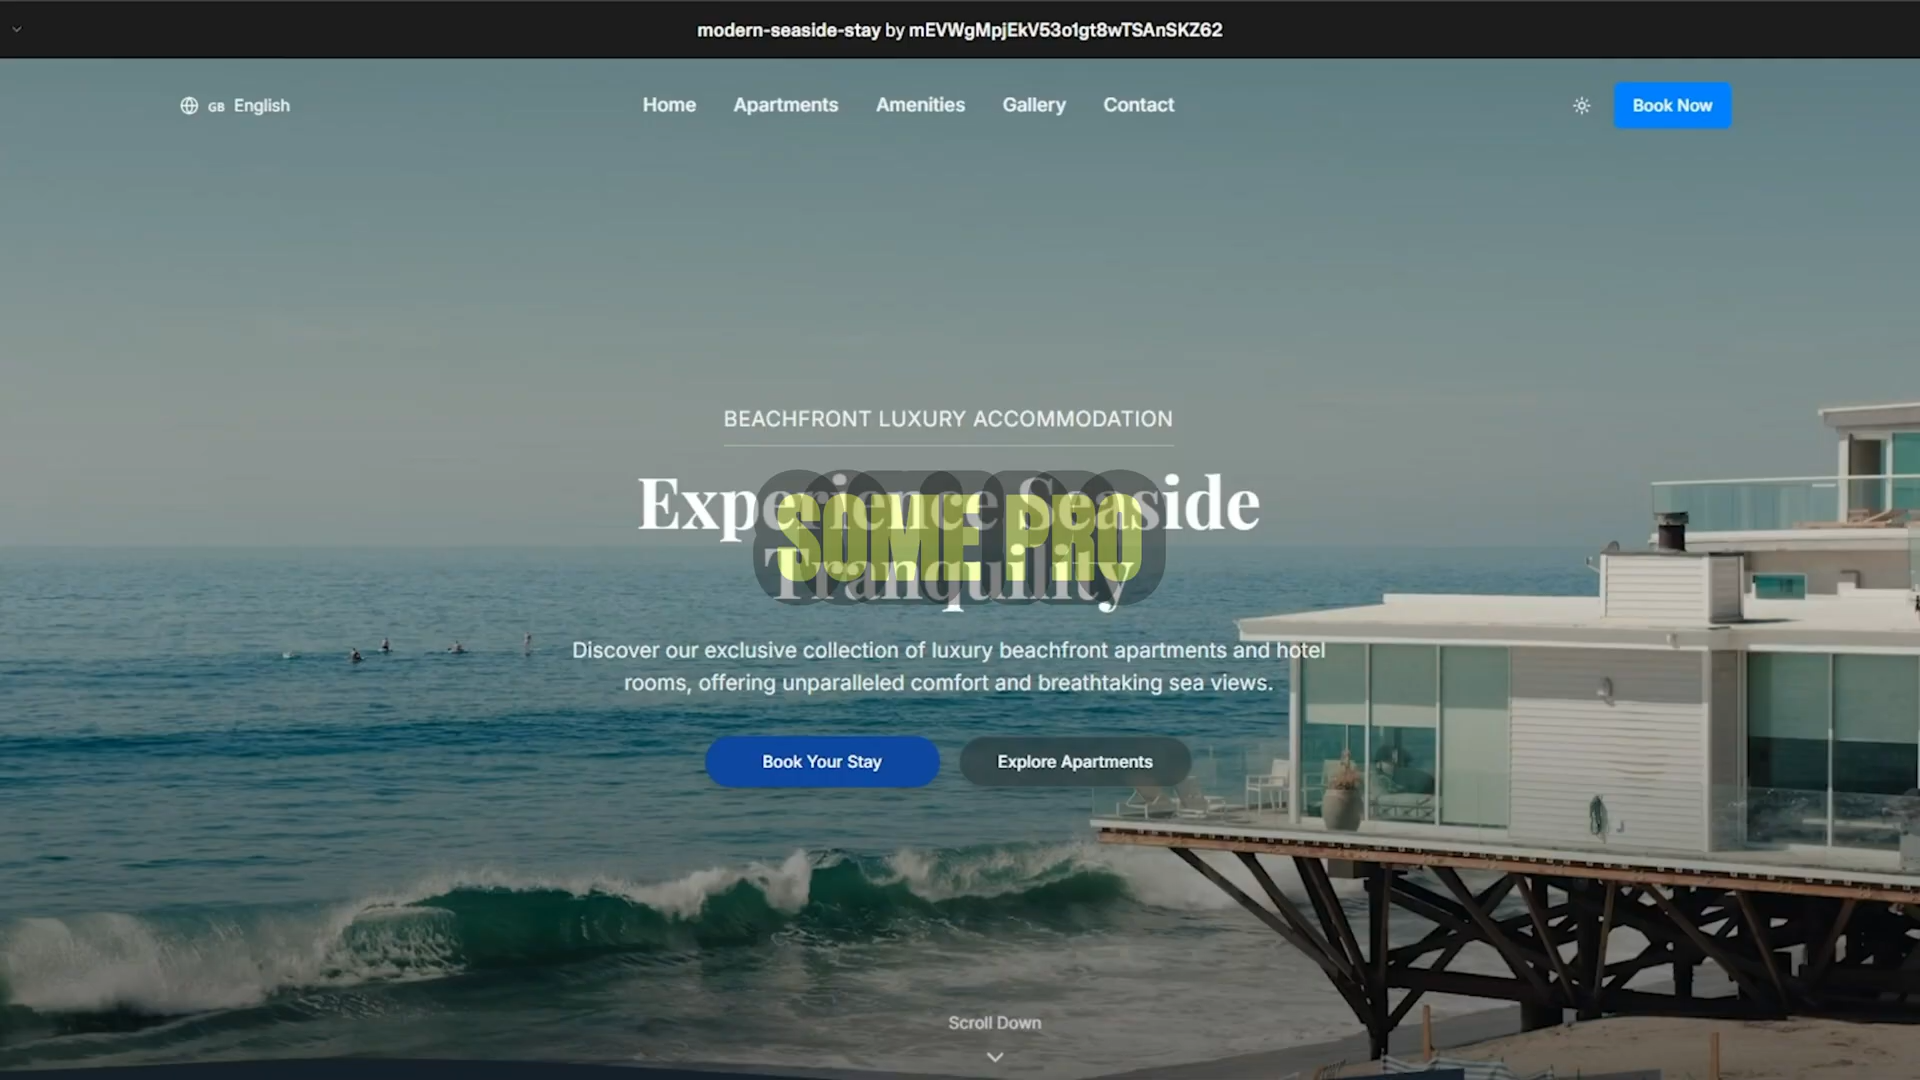 modern-seaside-stay by mEVWgMpjEkV53o1gt8wTSAnSKZ62
GB English
Home
Apartments
Amenities
Gallery
Contact
Book Now
BEACHFRONT LUXURY ACCOMMODATION
Experience Seaside
SOME PRO
Tranquility
Discover our exclusive collection of luxury beachfront apartments and hotel
rooms, offering unparalleled comfort and breathtaking sea views.
Book Your Stay
Explore Apartments
Scroll Down